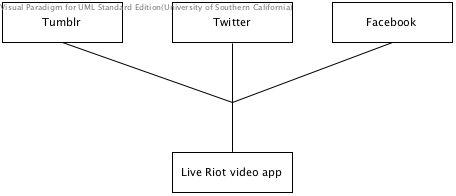 Visual Paradigm for UML Standard Edition(University of Southern California)
Tumblr
Twitter
Facebook
Live Riot video app